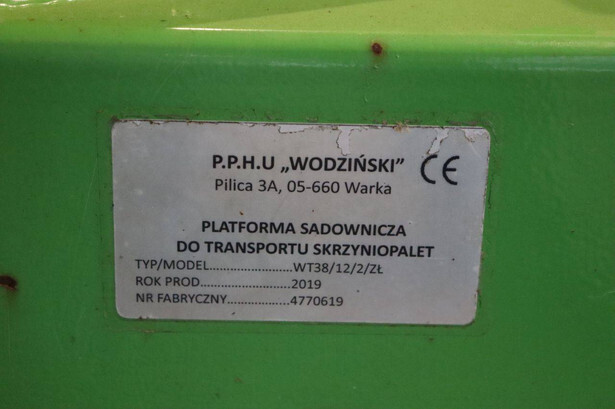 P.P.H.U „WODZIŃSKI” CE
Pilica 3A, 05-660 Warka
PLATFORMA SADOWNICZA
DO TRANSPORTU SKRZYNIOPALET
TYP/MODEL.........................WT38/12/2/ZŁ
ROK PROD...........................2019
NR FABRYCZNY..................4770619